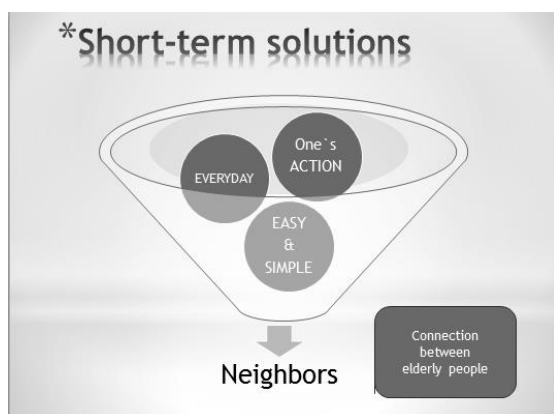 *Short-term solutions
One`s
ACTION
EVERYDAY
EASY
&
SIMPLE
Neighbors
Connection
between
elderly people